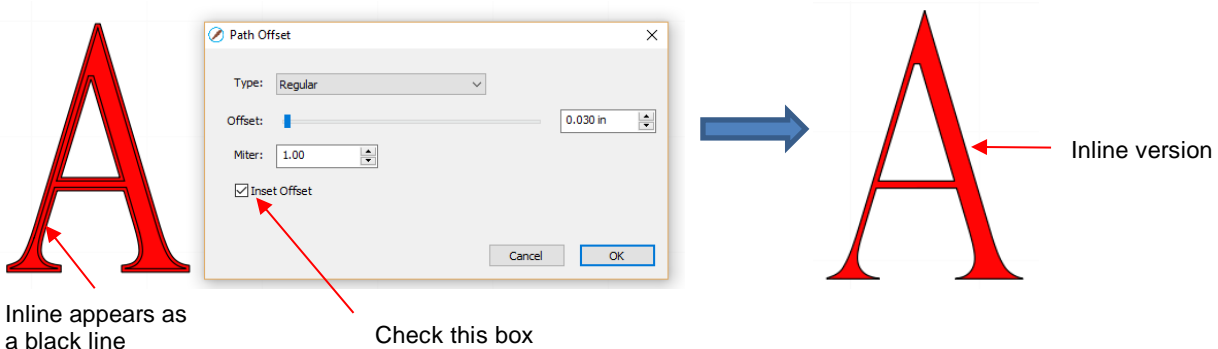 Path Offset
Type: Regular
Offset: 0.030 in
Miter: 1.00
Inset Offset
Cancel OK
Inline version
Inline appears as
a black line
Check this box